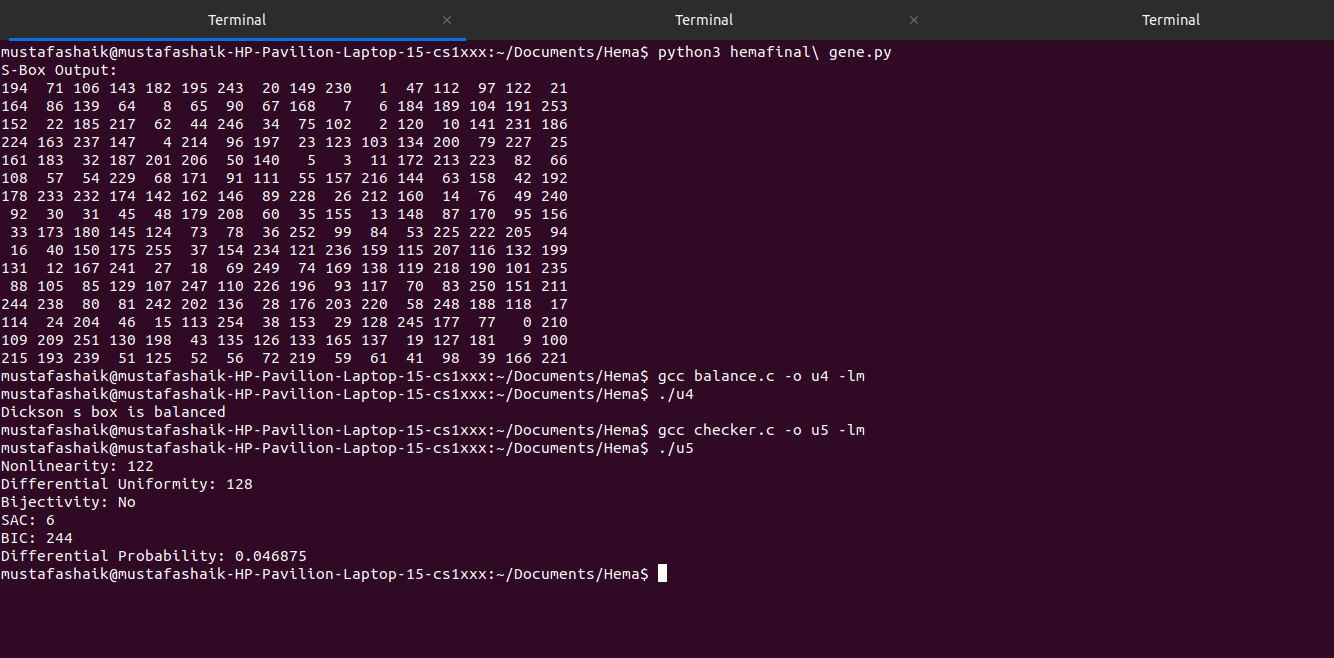 Terminal × Terminal × Terminal
mustafashaik@mustafashaik-HP-Pavilion-Laptop-15-cs1xxx:~/Documents/Hema$ python3 hemafinal\ gene.py
S-Box Output:
194  71 106 143 182 195 243  20 149 230   1  47 112  97 122  21
164  86 139  64   8  65  90  67 168   7   6 184 189 104 191 253
152  22 185 217  62  44 246  34  75 102   2 120  10 141 231 186
224 163 237 147   4 214  96 197  23 123 103 134 200  79 227  25
161 183  32 187 201 206  50 140   5   3  11 172 213 223  82  66
108  57  54 229  68 171  91 111  55 157 216 144  63 158  42 192
178 233 232 174 142 162 146  89 228  26 212 160  14  76  49 240
 92  30  31  45  48 179 208  60  35 155  13 148  87 170  95 156
 33 173 180 145 124  73  78  36 252  99  84  53 225 222 205  94
 16  40 150 175 255  37 154 234 121 236 159 115 207 116 132 199
131  12 167 241  27  18  69 249  74 169 138 119 218 190 101 235
 88 105  85 129 107 247 110 226 196  93 117  70  83 250 151 211
244 238  80  81 242 202 136  28 176 203 220  58 248 188 118  17
114  24 204  46  15 113 254  38 153  29 128 245 177  77   0 210
109 209 251 130 198  43 135 126 133 165 137  19 127 181   9 100
215 193 239  51 125  52  56  72 219  59  61  41  98  39 166 221
mustafashaik@mustafashaik-HP-Pavilion-Laptop-15-cs1xxx:~/Documents/Hema$ gcc balance.c -o u4 -lm
mustafashaik@mustafashaik-HP-Pavilion-Laptop-15-cs1xxx:~/Documents/Hema$ ./u4
Dickson s box is balanced
mustafashaik@mustafashaik-HP-Pavilion-Laptop-15-cs1xxx:~/Documents/Hema$ gcc checker.c -o u5 -lm
mustafashaik@mustafashaik-HP-Pavilion-Laptop-15-cs1xxx:~/Documents/Hema$ ./u5
Nonlinearity: 122
Differential Uniformity: 128
Bijectivity: No
SAC: 6
BIC: 244
Differential Probability: 0.046875
mustafashaik@mustafashaik-HP-Pavilion-Laptop-15-cs1xxx:~/Documents/Hema$